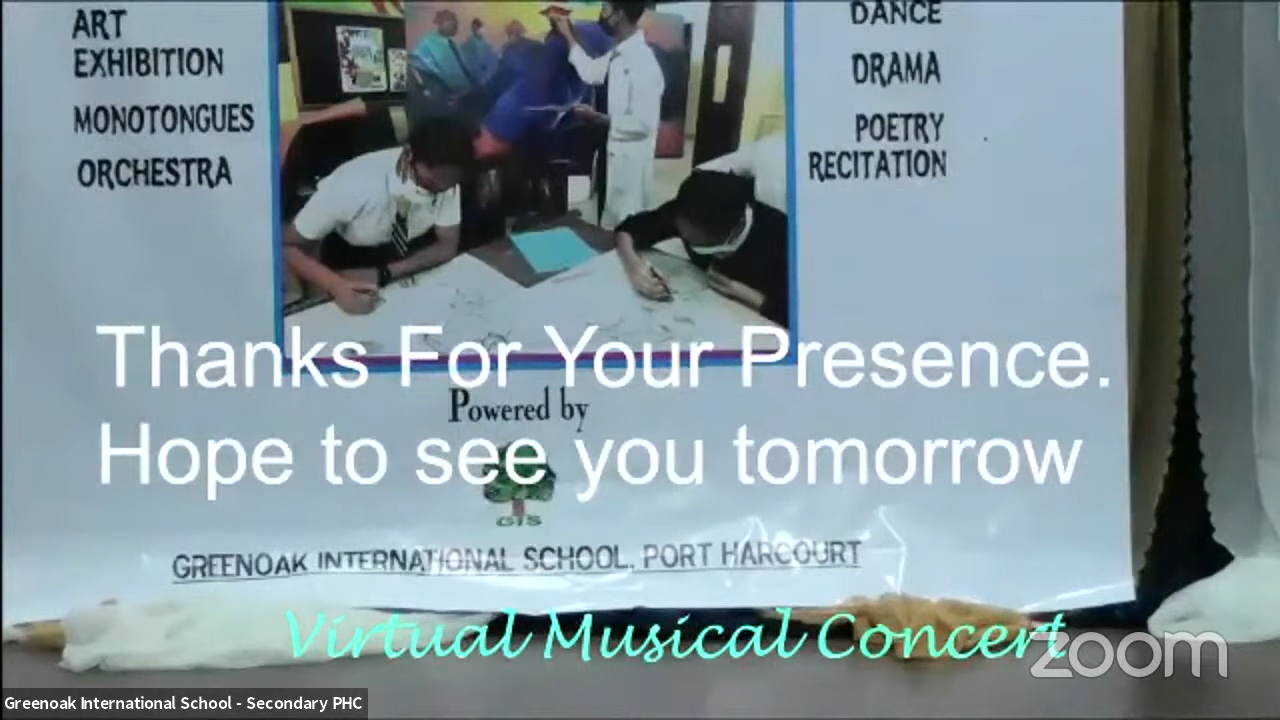 ART
EXHIBITION
MONOTONGUES
ORCHESTRA
DANCE
DRAMA
POETRY
RECITATION
Thanks For Your Presence.
Powered by
Hope to see you tomorrow
GIS
GREENOAK INTERNATIONAL SCHOOL, PORT HARCOURT
Virtual Musical Concert
zoom
Greenoak International School - Secondary PHC